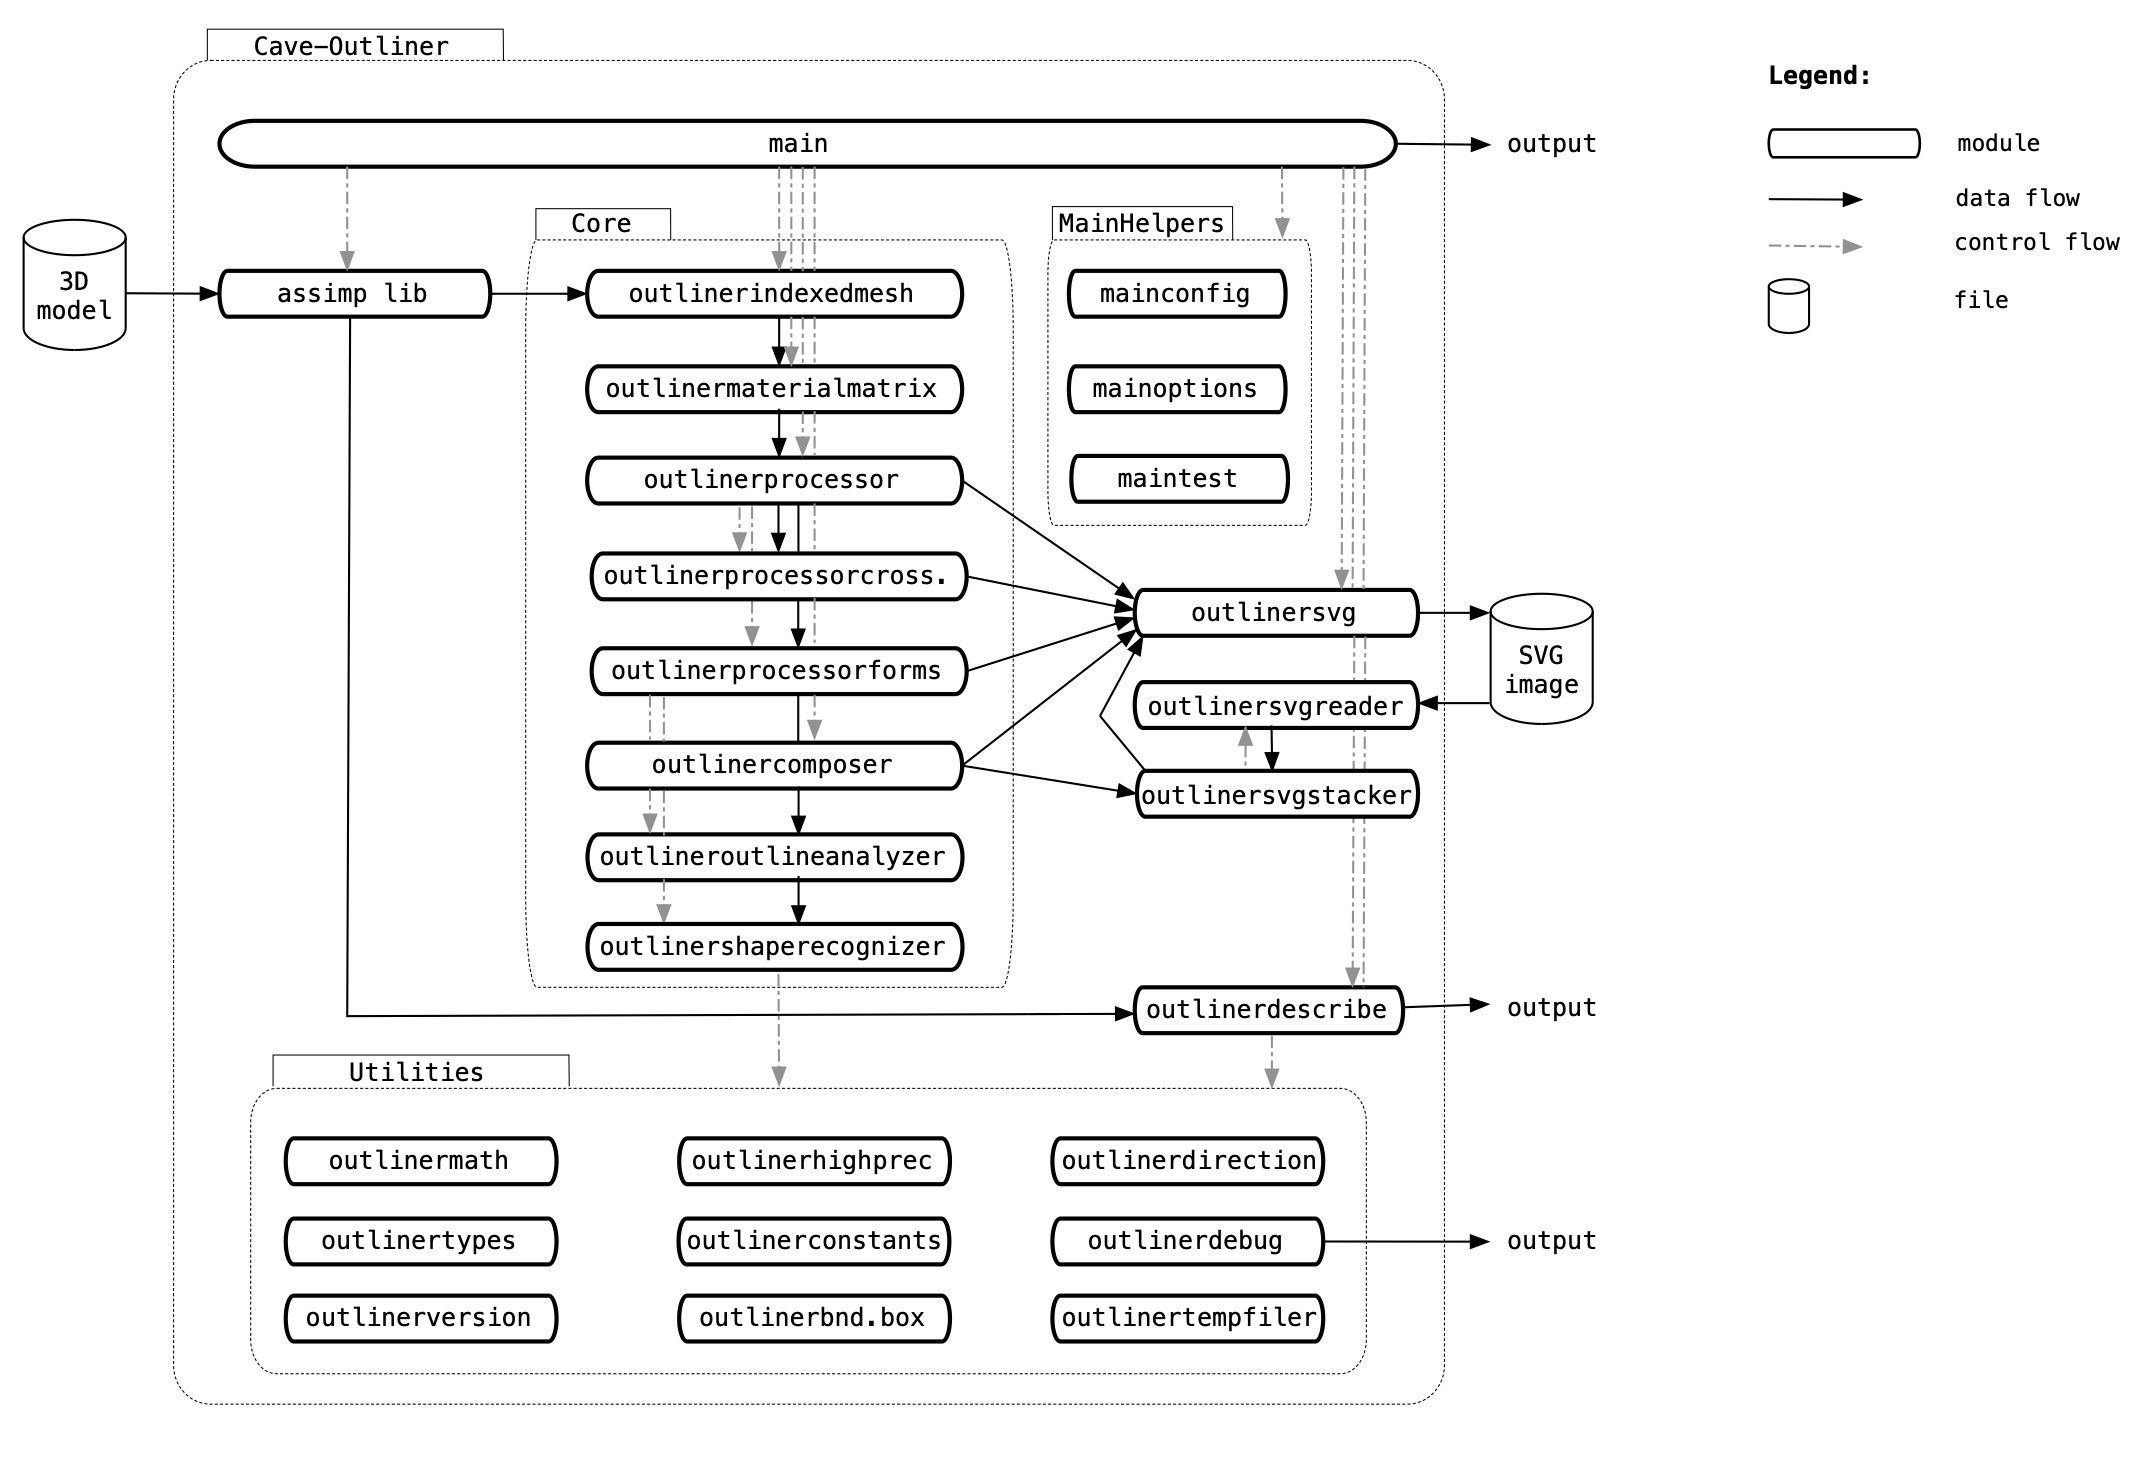 Cave-Outliner
Legend:
main
output
module
data flow
Core
MainHelpers
control flow
3D
model
assimp lib
outlinerindexedmesh
mainconfig
file
outlinermaterialmatrix
mainoptions
outlinerprocessor
maintest
outlinerprocessorcross.
outlinersvg
outlinerprocessorforms
SVG
image
outlinersvgreader
outlinercomposer
outlinersvgstacker
outlineroutlineanalyzer
outlinershaperecognizer
outlinerdescribe
output
Utilities
outlinermath
outlinerhighprec
outlinerdirection
outlinertypes
outlinerconstants
outlinerdebug
output
outlinerversion
outlinerbnd.box
outlinertempfiler